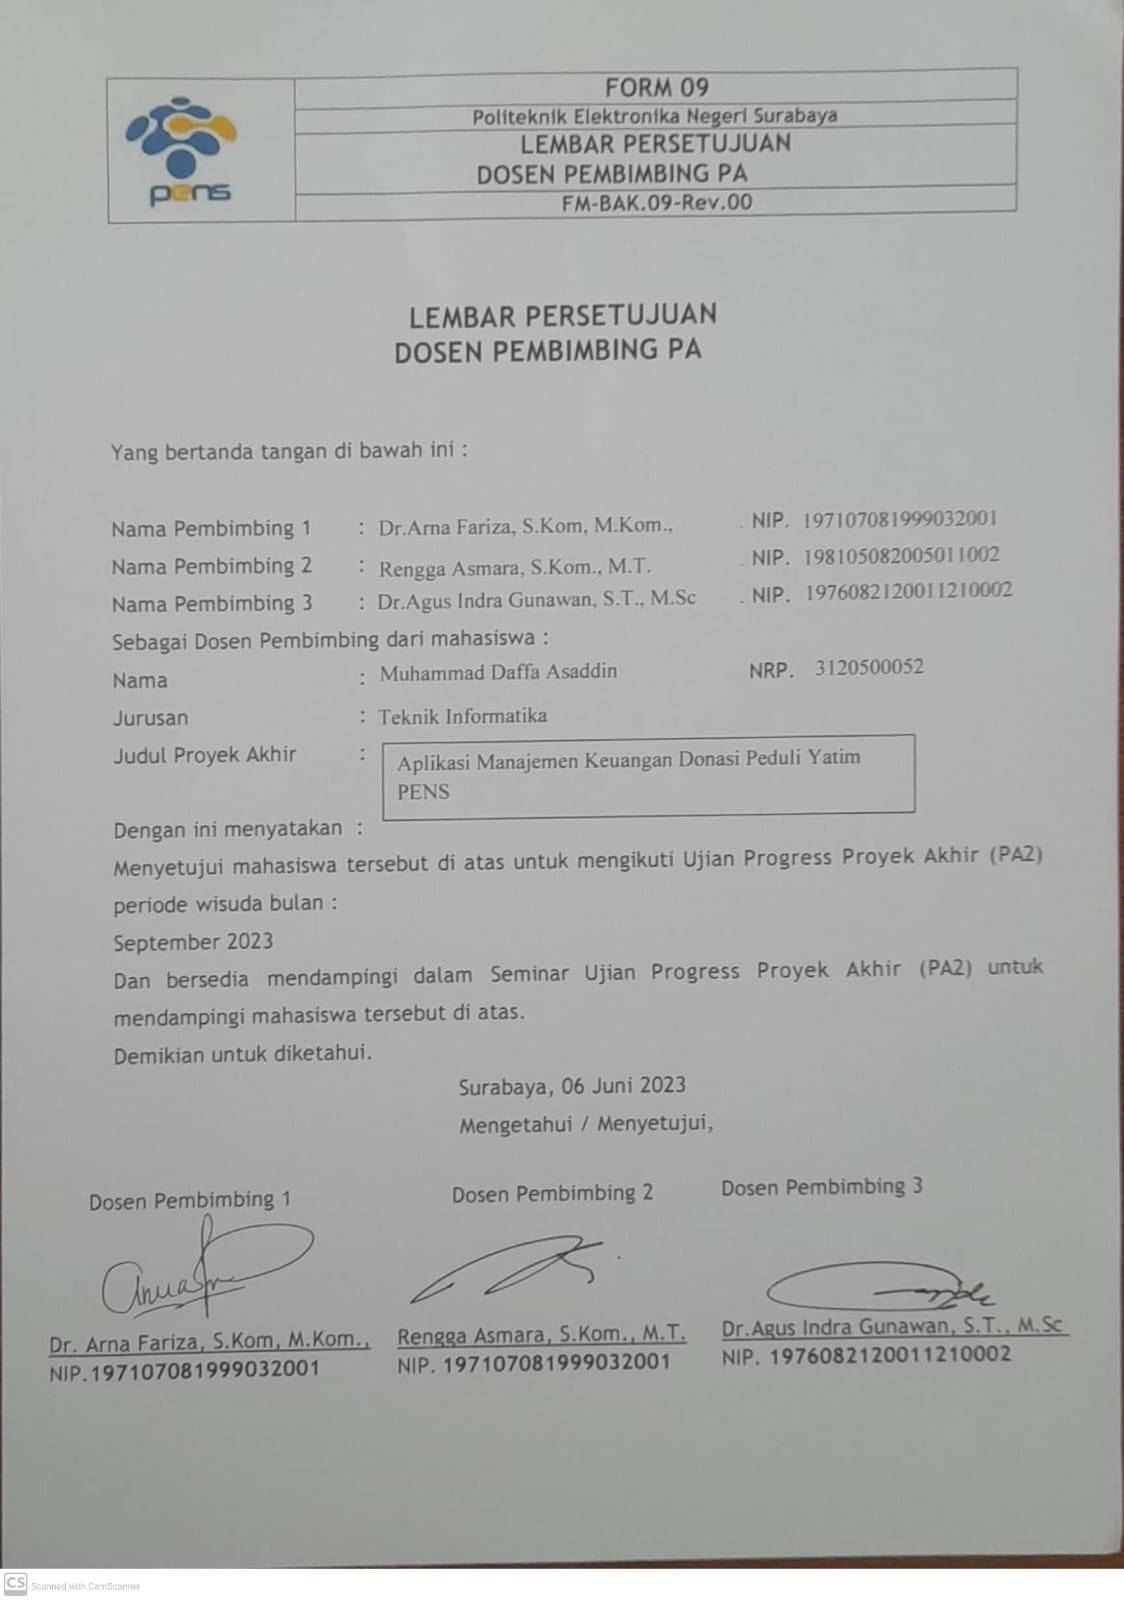 pens
FORM 09
Politeknik Elektronika Negeri Surabaya
LEMBAR PERSETUJUAN
DOSEN PEMBIMBING PA
FM-BAK.09-Rev.00
LEMBAR PERSETUJUAN
DOSEN PEMBIMBING PA
Yang bertanda tangan di bawah ini :
Nama Pembimbing 1 : Dr.Arna Fariza, S.Kom, M.Kom., . NIP. 197107081999032001
Nama Pembimbing 2 : Rengga Asmara, S.Kom., M.T. . NIP. 198105082005011002
Nama Pembimbing 3 : Dr.Agus Indra Gunawan, S.T., M.Sc . NIP. 1976082120011210002
Sebagai Dosen Pembimbing dari mahasiswa :
Nama : Muhammad Daffa Asaddin NRP. 3120500052
Jurusan : Teknik Informatika
Judul Proyek Akhir : Aplikasi Manajemen Keuangan Donasi Peduli Yatim
PENS
Dengan ini menyatakan :
Menyetujui mahasiswa tersebut di atas untuk mengikuti Ujian Progress Proyek Akhir (PA2)
periode wisuda bulan :
September 2023
Dan bersedia mendampingi dalam Seminar Ujian Progress Proyek Akhir (PA2) untuk
mendampingi mahasiswa tersebut di atas.
Demikian untuk diketahui.
Surabaya, 06 Juni 2023
Mengetahui / Menyetujui,
Dosen Pembimbing 1 Dosen Pembimbing 2 Dosen Pembimbing 3
Dr. Arna Fariza, S.Kom, M.Kom., Rengga Asmara, S.Kom., M.T. Dr.Agus Indra Gunawan, S.T., M.Sc
NIP.197107081999032001 NIP. 197107081999032001 NIP. 1976082120011210002
CS Scanned with CamScanner